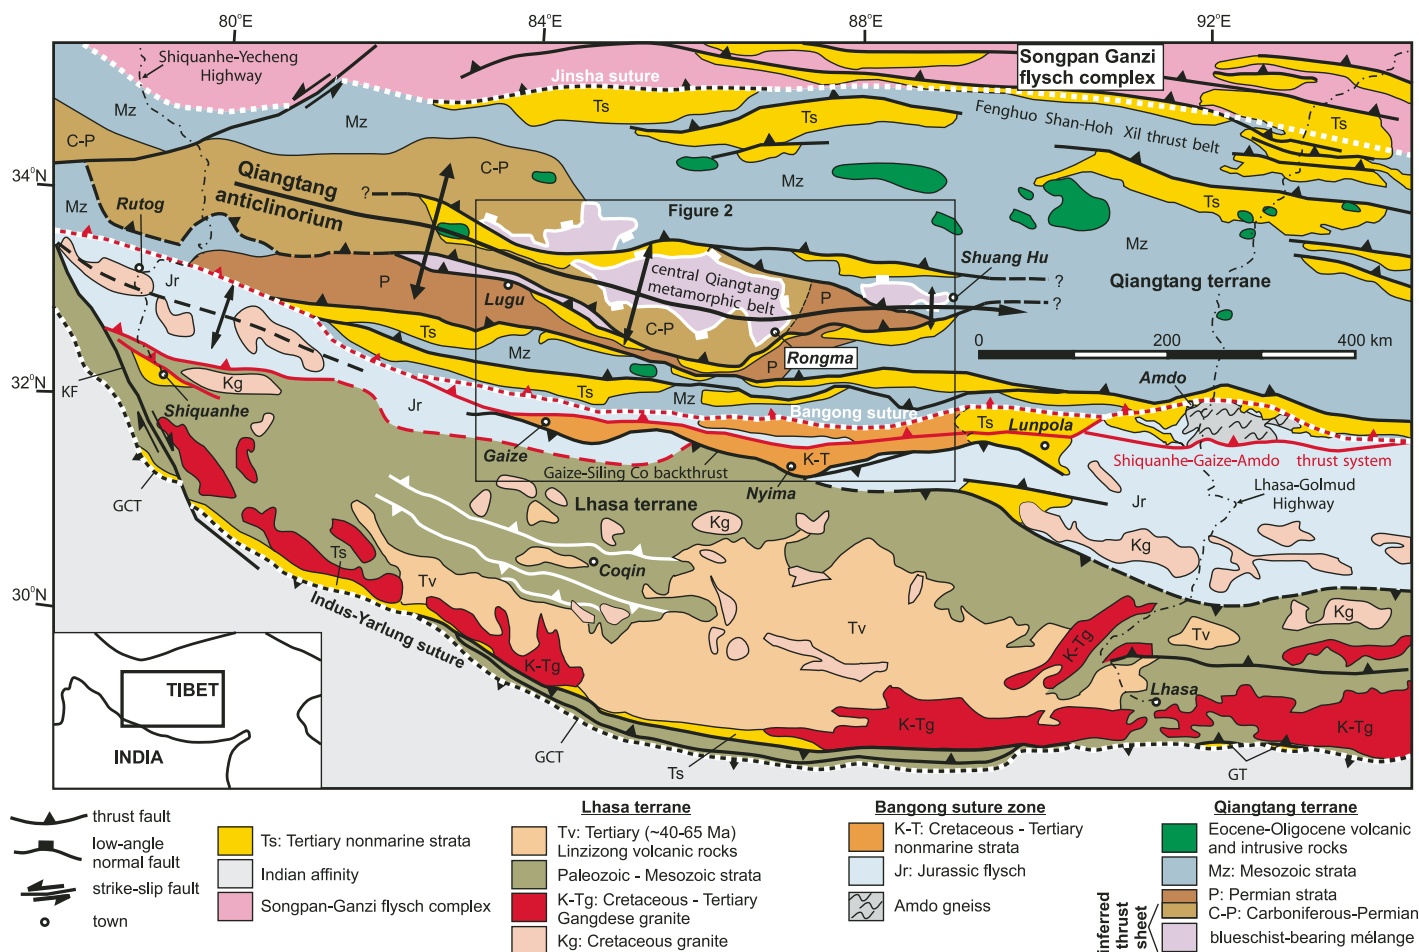 80°E
84°E
88°E
92°E
Shiquanhe-Yecheng
Highway
Jinsha suture
Songpan Ganzi
flysch complex
Mz
Ts
Mz
Ts
Fenghuo Shan-Hoh Xil thrust belt
Ts
C-P
C-P
34°N
Qiangtang
anticlinorium
?
Mz
Ts
Mz
Rutog
Figure 2
Mz
Shuang Hu
?
Jr
P
Lugu
central Qiangtang
metamorphic belt
P
Qiangtang terrane
?
C-P
Ts
Mz
Rongma
P
0
200
400 km
32°N
KF
Kg
Shiquanhe
Jr
Ts
Mz
Bangong suture
Amdo
Ts
Lunpola
Gaize
K-T
Gaize-Siling Co backthrust
Nyima
Shiquanhe-Gaize-Amdo thrust system
GCT
Lhasa terrane
Jr
Lhasa-Golmud
Highway
Kg
Kg
Ts
Coqin
Tv
30°N
Indus-Yarlung suture
Tv
K-Tg
Tv
Kg
K-Tg
Lhasa
TIBET
INDIA
GCT
Ts
K-Tg
K-Tg
GT
thrust fault
low-angle
normal fault
strike-slip fault
town
Ts: Tertiary nonmarine strata
Indian affinity
Songpan-Ganzi flysch complex
Lhasa terrane
Tv: Tertiary (~40-65 Ma)
Linzizong volcanic rocks
Paleozoic - Mesozoic strata
K-Tg: Cretaceous - Tertiary
Gangdese granite
Kg: Cretaceous granite
Bangong suture zone
K-T: Cretaceous - Tertiary
nonmarine strata
Jr: Jurassic flysch
Amdo gneiss
Qiangtang terrane
Eocene-Oligocene volcanic
and intrusive rocks
Mz: Mesozoic strata
P: Permian strata
C-P: Carboniferous-Permian
blueschist-bearing mélange
inferred
thrust
sheet